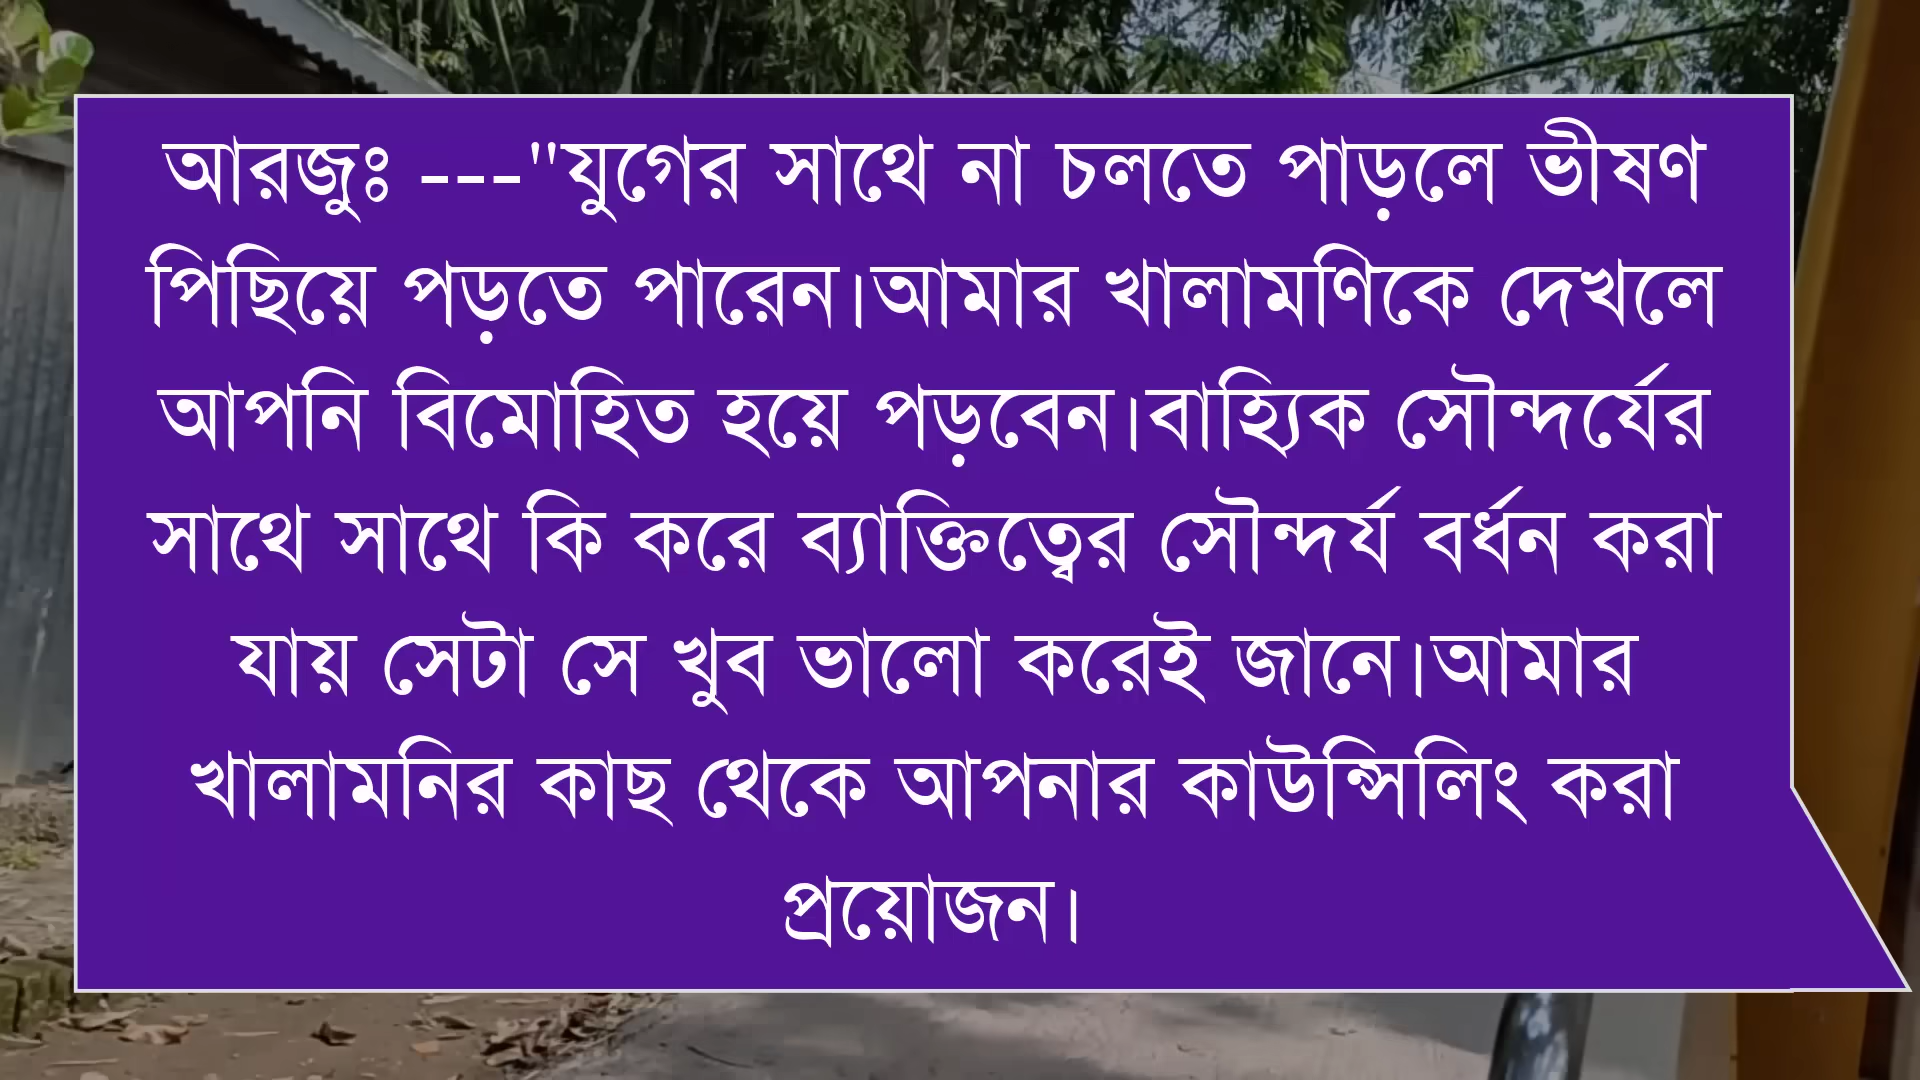 আরজুঃ ---"যুগের সাথে না চলতে পাড়লে ভীষণ
পিছিয়ে পড়তে পারেন।আমার খালামণিকে দেখলে
আপনি বিমোহিত হয়ে পড়বেন।বাহ্যিক সৌন্দর্যের
সাথে সাথে কি করে ব্যাক্তিত্বের সৌন্দর্য বর্ধন করা
যায় সেটা সে খুব ভালো করেই জানে।আমার
খালামনির কাছ থেকে আপনার কাউন্সিলিং করা
প্রয়োজন।